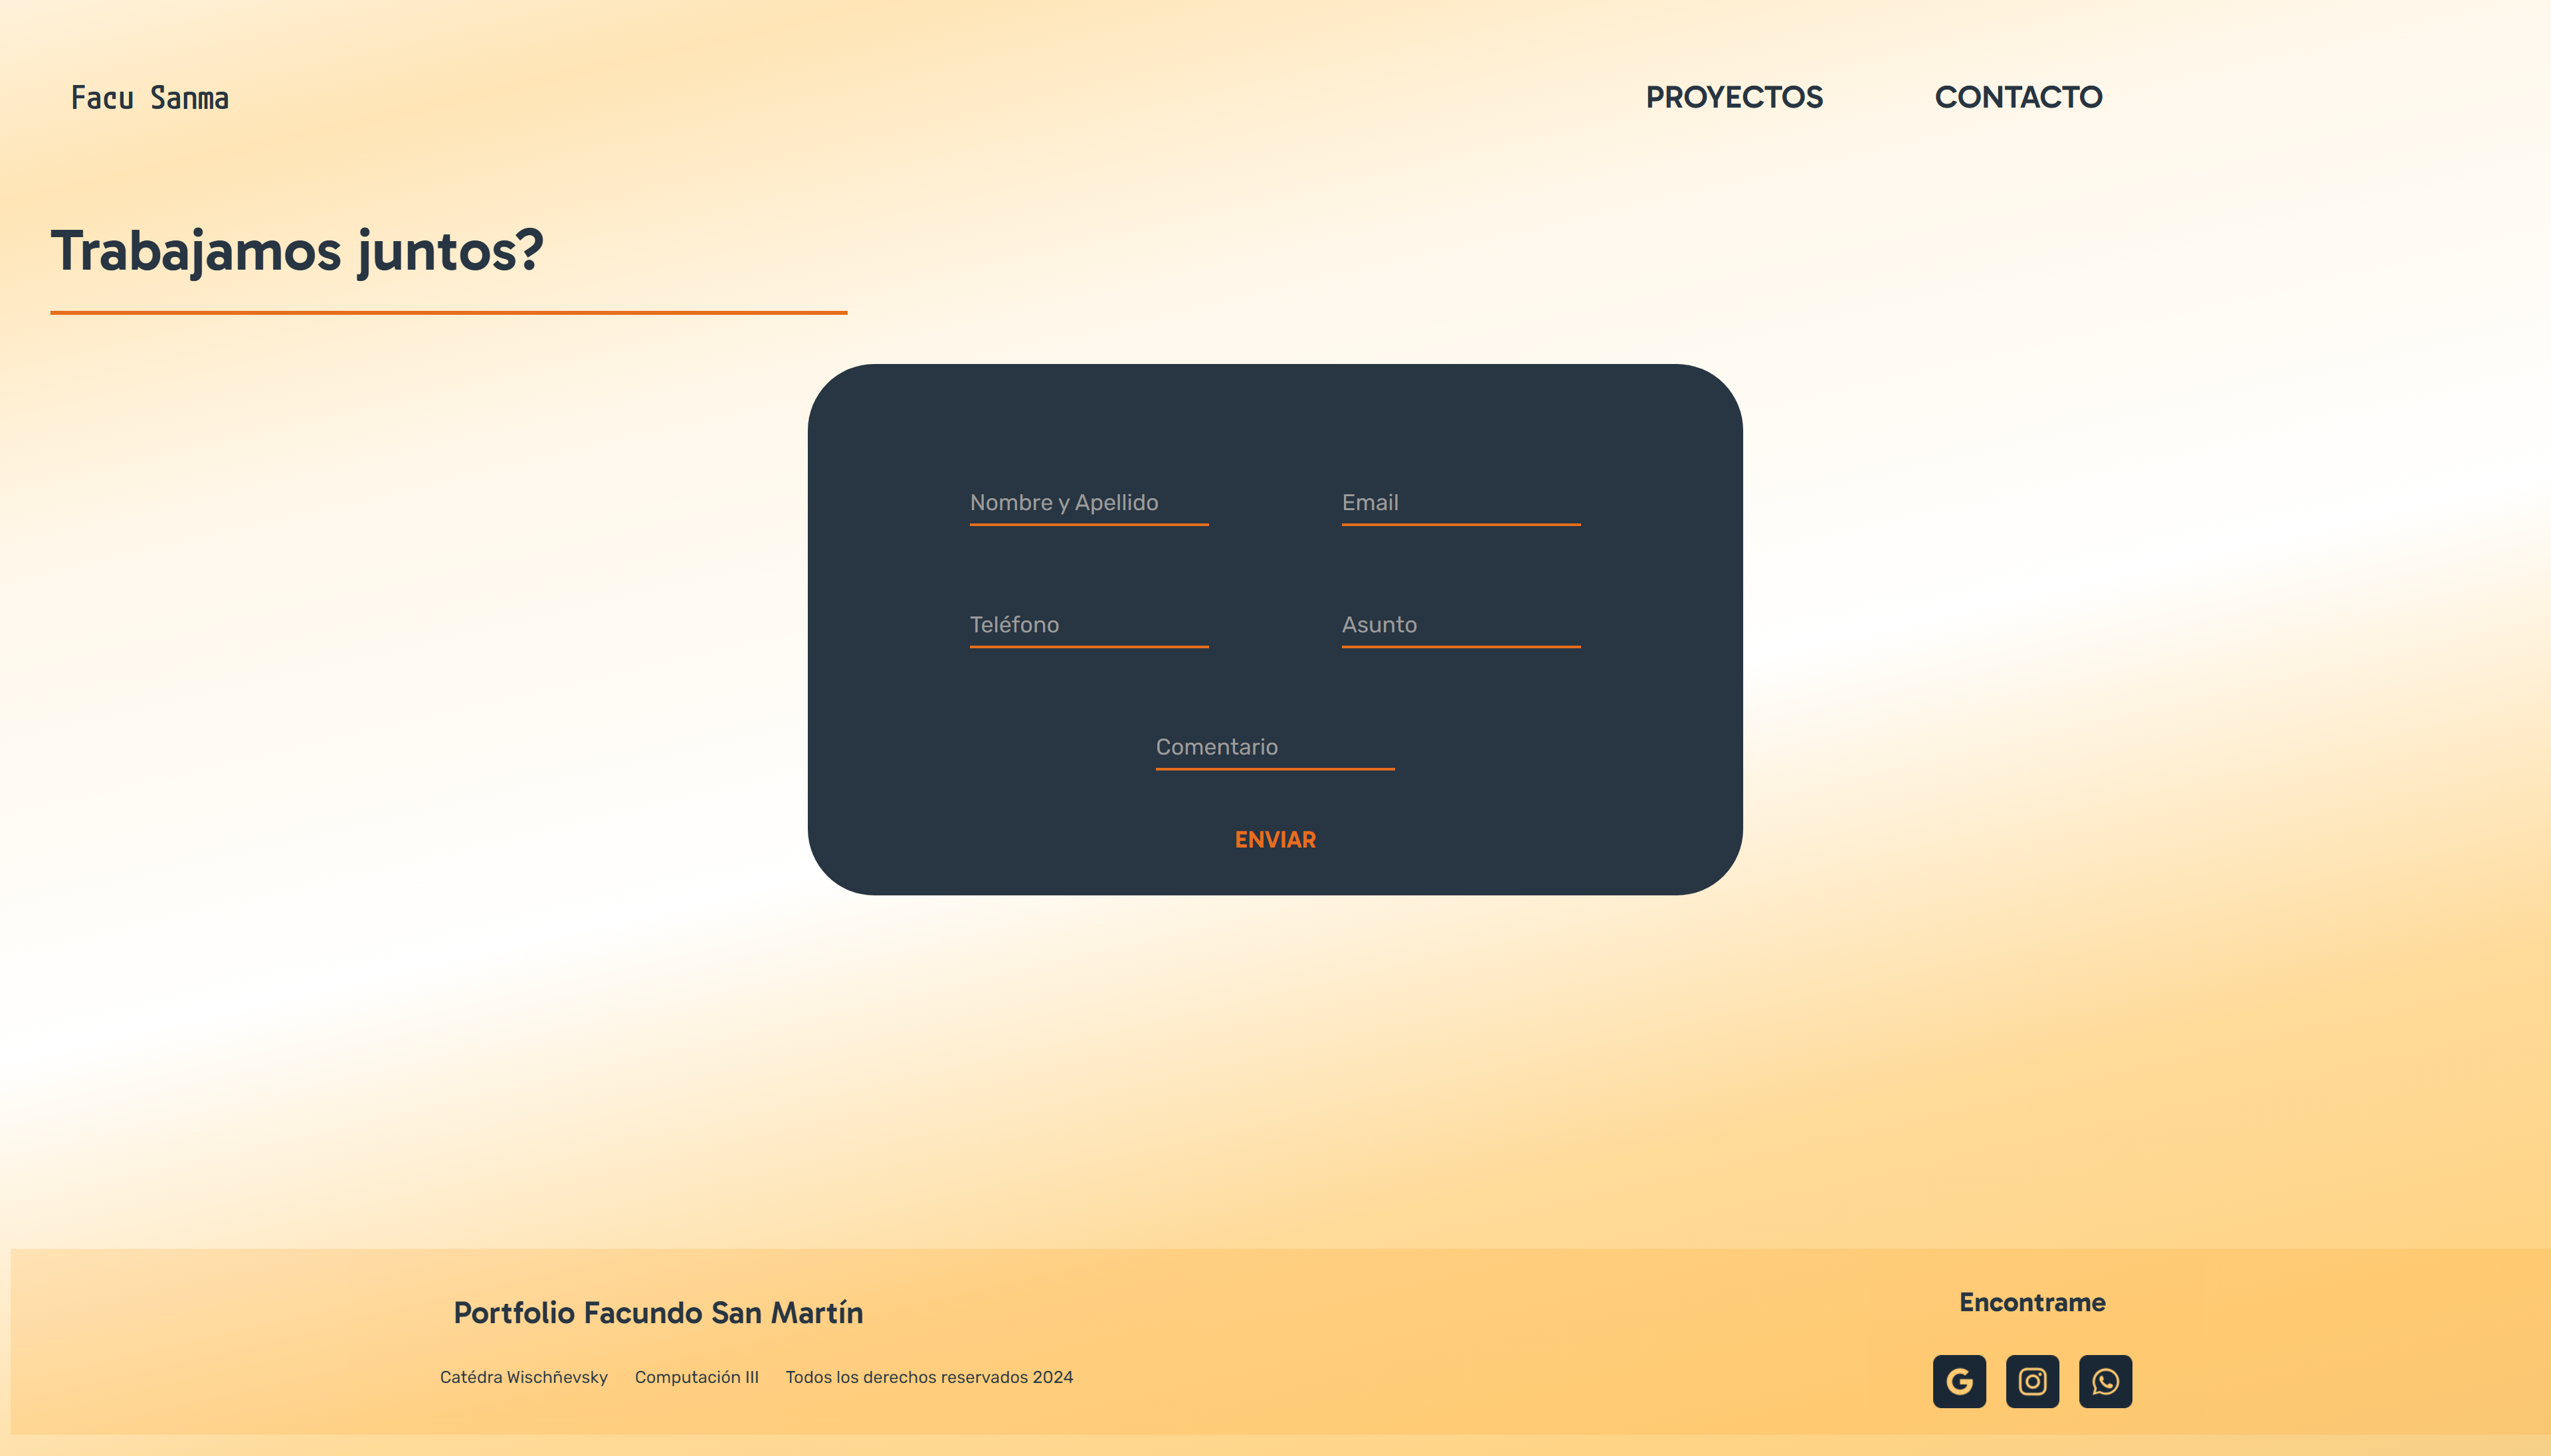 Facu Sanma
PROYECTOS
CONTACTO
Trabajamos juntos?
Nombre y Apellido
Email
Teléfono
Asunto
Comentario
ENVIAR
Portfolio Facundo San Martín
Encontrame
Catédra Wischñevsky Computación III Todos los derechos reservados 2024